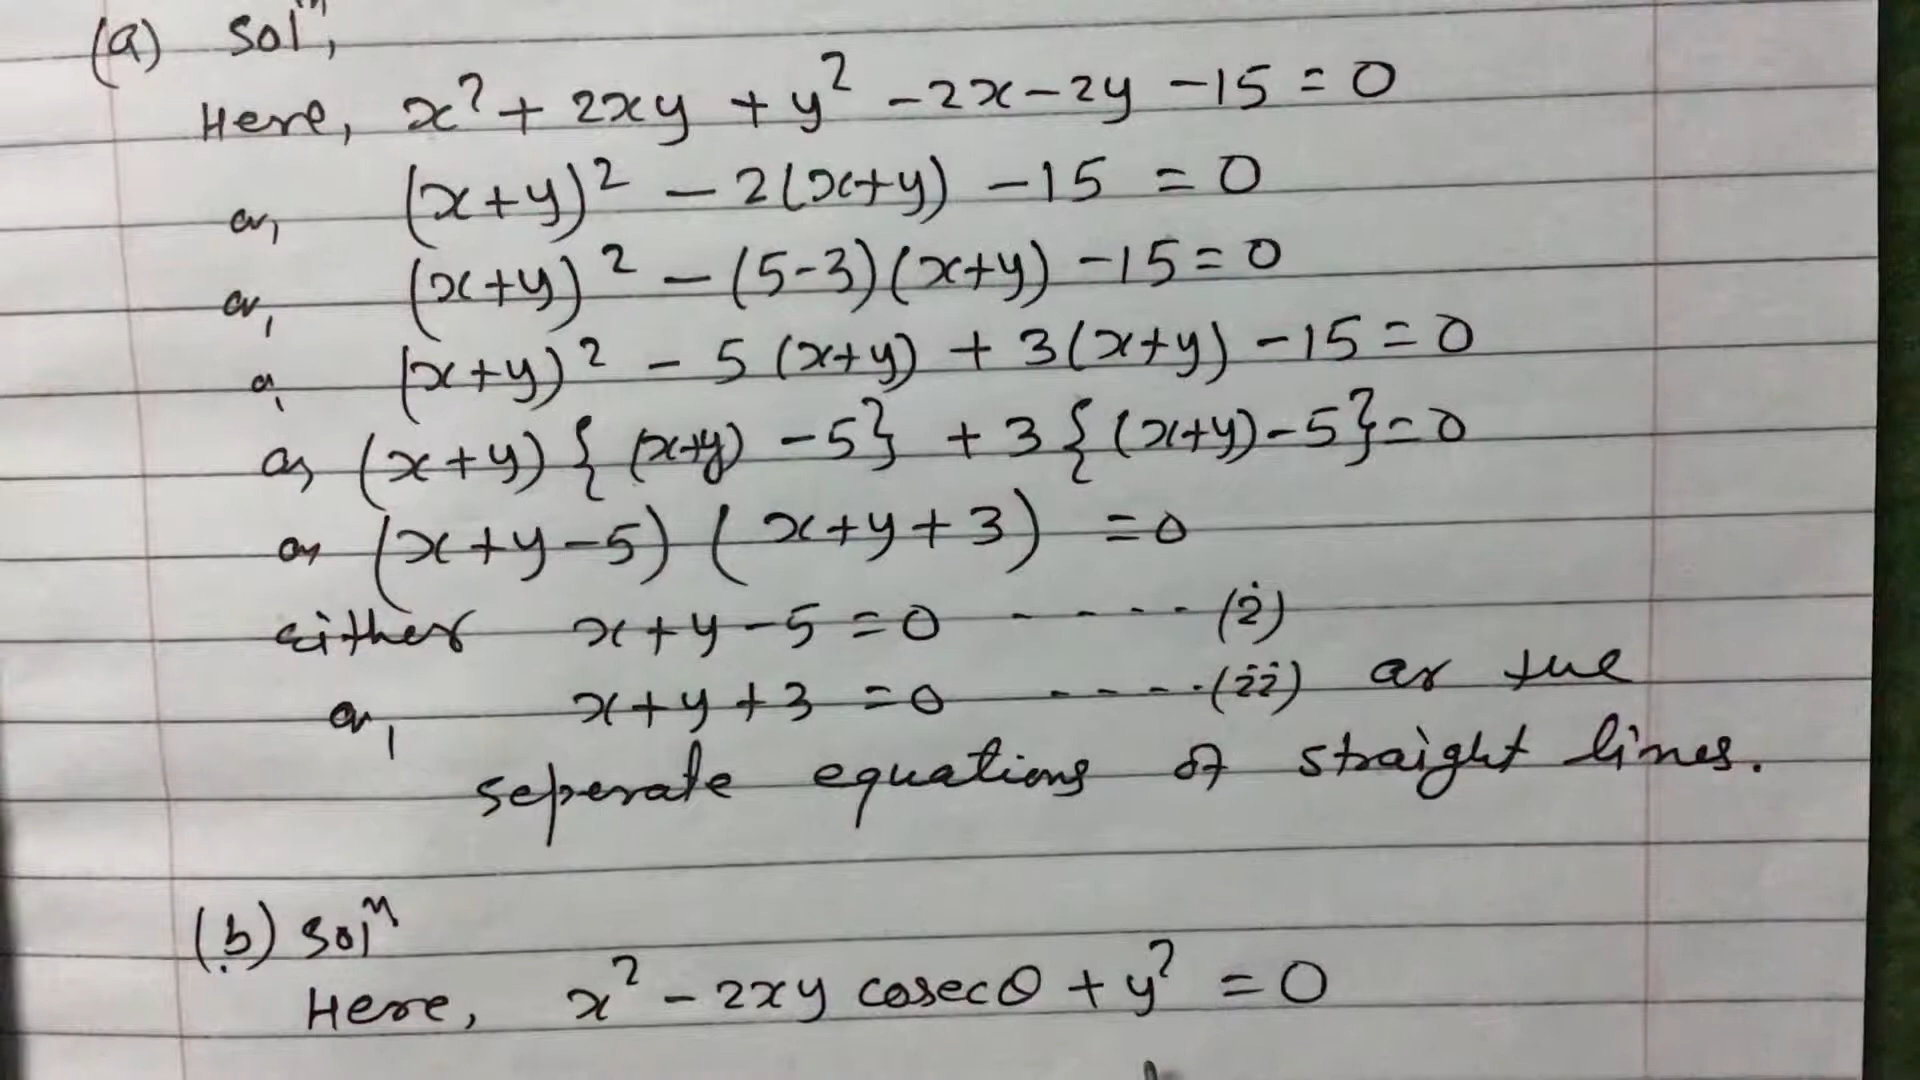 (a) Solⁿ,
Here, x² + 2xy + y² - 2x - 2y - 15 = 0
or, (x+y)² - 2(x+y) - 15 = 0
or, (x+y)² - (5-3)(x+y) - 15 = 0
or, (x+y)² - 5(x+y) + 3(x+y) - 15 = 0
or, (x+y){(x+y) - 5} + 3{(x+y) - 5} = 0
or (x+y-5)(x+y+3) = 0
either x+y-5 = 0 ----- (i)
or, x+y+3 = 0 ----- (ii) are the
seperate equations of straight lines.
(b) Solⁿ
Here, x² - 2xy cosecθ + y² = 0